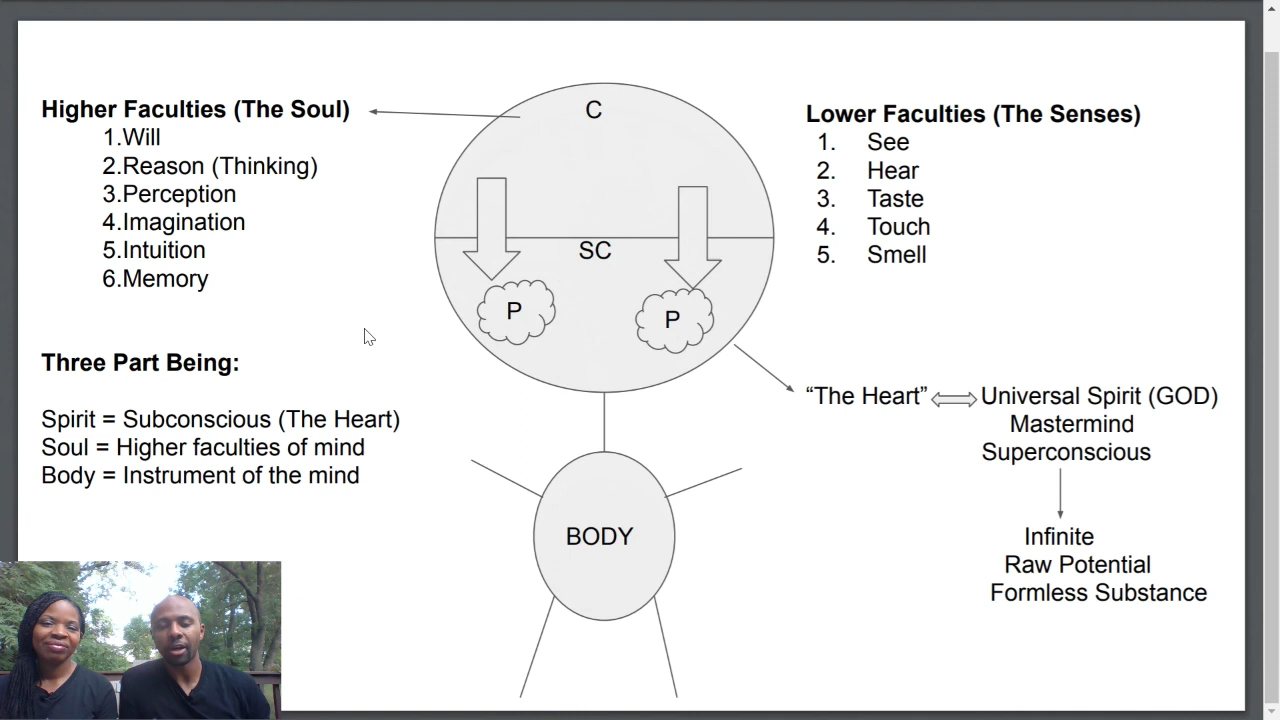 Higher Faculties (The Soul)
1.Will
2.Reason (Thinking)
3.Perception
4.Imagination
5.Intuition
6.Memory
Three Part Being:
Spirit = Subconscious (The Heart)
Soul = Higher faculties of mind
Body = Instrument of the mind
C
SC
P
P
BODY
Lower Faculties (The Senses)
1. See
2. Hear
3. Taste
4. Touch
5. Smell
“The Heart” Universal Spirit (GOD)
Mastermind
Superconscious
Infinite
Raw Potential
Formless Substance